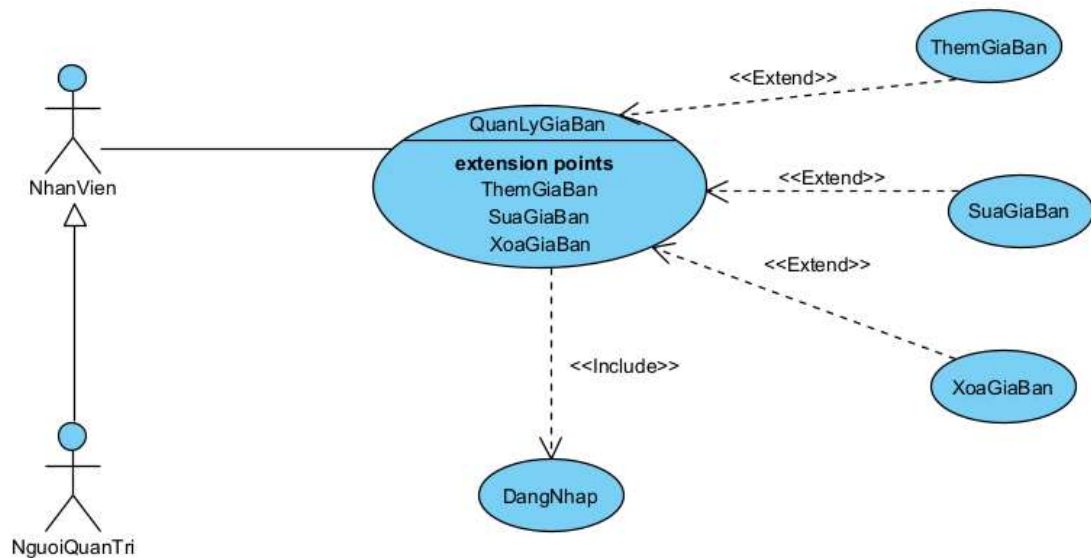 ThemGiaBan
<<Extend>>
QuanLyGiaBan
extension points
ThemGiaBan
SuaGiaBan
XoaGiaBan
NhanVien
<<Extend>>
SuaGiaBan
<<Extend>>
XoaGiaBan
<<Include>>
DangNhap
NguoiQuanTri